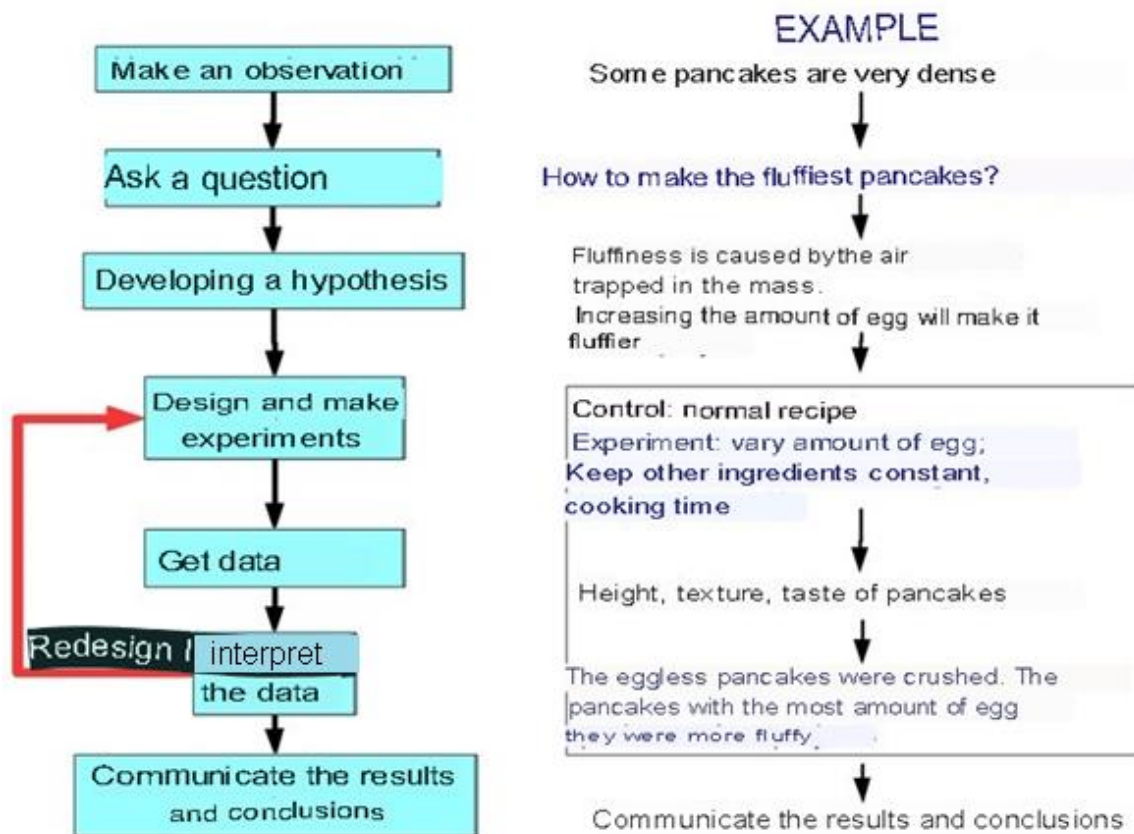 Make an observation
Ask a question
Developing a hypothesis
Design and make
experiments
Get data
Redesign
interpret
the data
Communicate the results
and conclusions
EXAMPLE
Some pancakes are very dense
How to make the fluffiest pancakes?
Fluffiness is caused bythe air
trapped in the mass.
Increasing the amount of egg will make it
fluffier
Control: normal recipe
Experiment: vary amount of egg;
Keep other ingredients constant,
cooking time
Height, texture, taste of pancakes
The eggless pancakes were crushed. The
pancakes with the most amount of egg
they were more fluffy
Communicate the results and conclusions